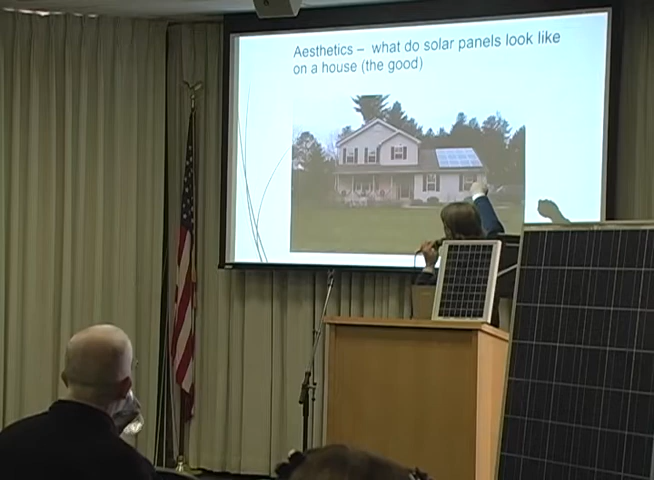 Aesthetics – what do solar panels look like
on a house (the good)